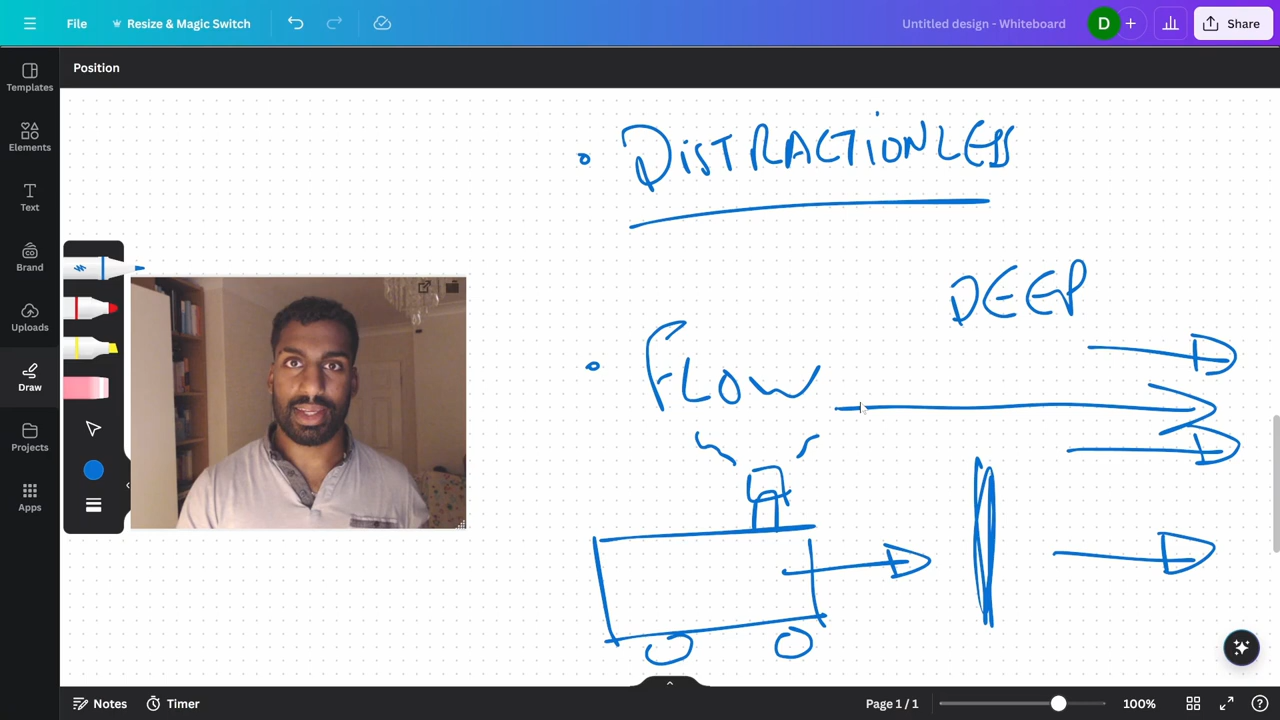 File
Resize & Magic Switch
Untitled design - Whiteboard
D
Share
Position
Templates
Elements
Text
Brand
Uploads
Draw
Projects
Apps
DiSTRACTiONLESS
DEEP
FLOW
Notes
Timer
Page 1 / 1
100%